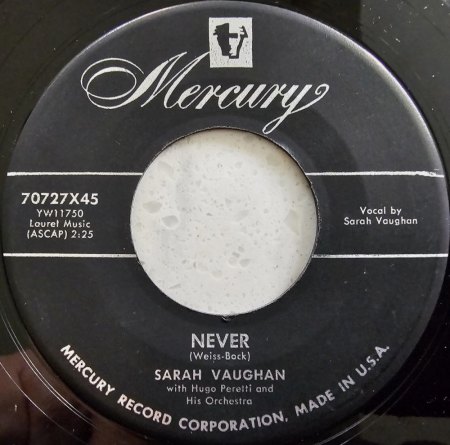 Mercury
70727X45
YW11750
Laurel Music
(ASCAP) 2:25
Vocal by
Sarah Vaughan
NEVER
(Weiss-Bock)
SARAH VAUGHAN
with Hugo Peretti and
His Orchestra
MERCURY RECORD CORPORATION, MADE IN U.S.A.